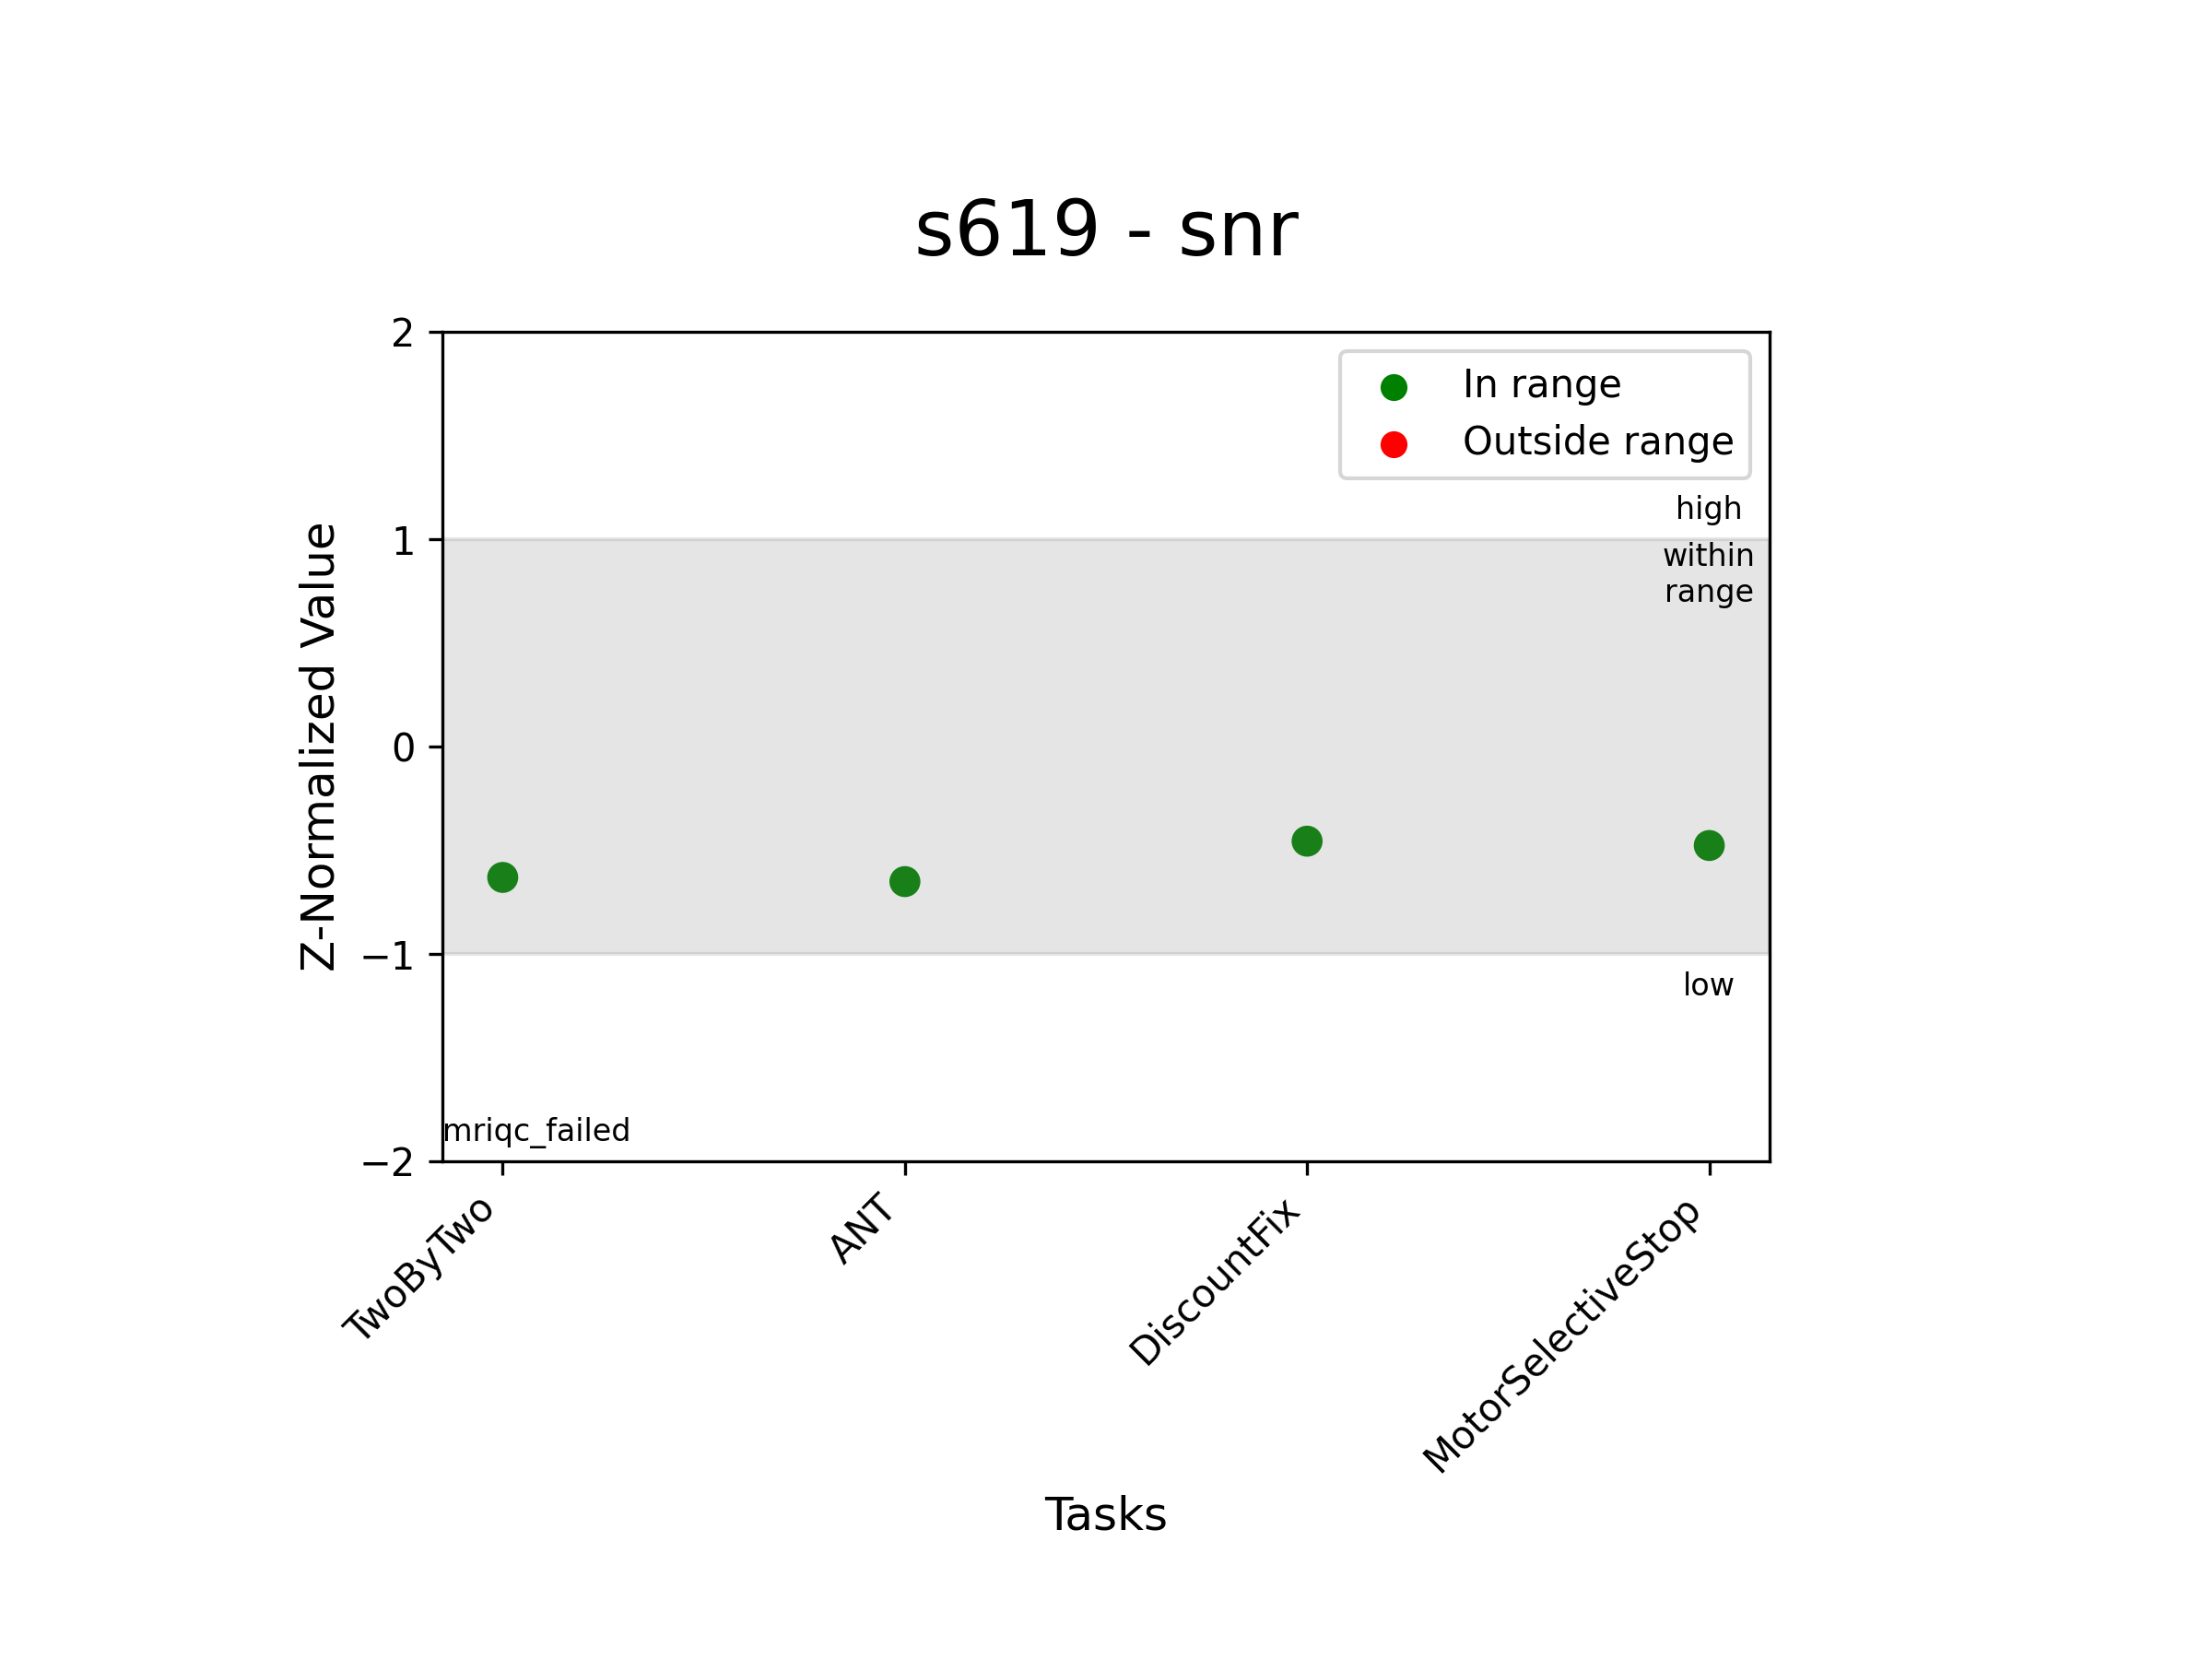 s619 - snr
2
In range
Outside range
high
1
within
range
0
−1
low
mriqc_failed
−2
Z-Normalized Value
TwoByTwo
ANT
DiscountFix
MotorSelectiveStop
Tasks